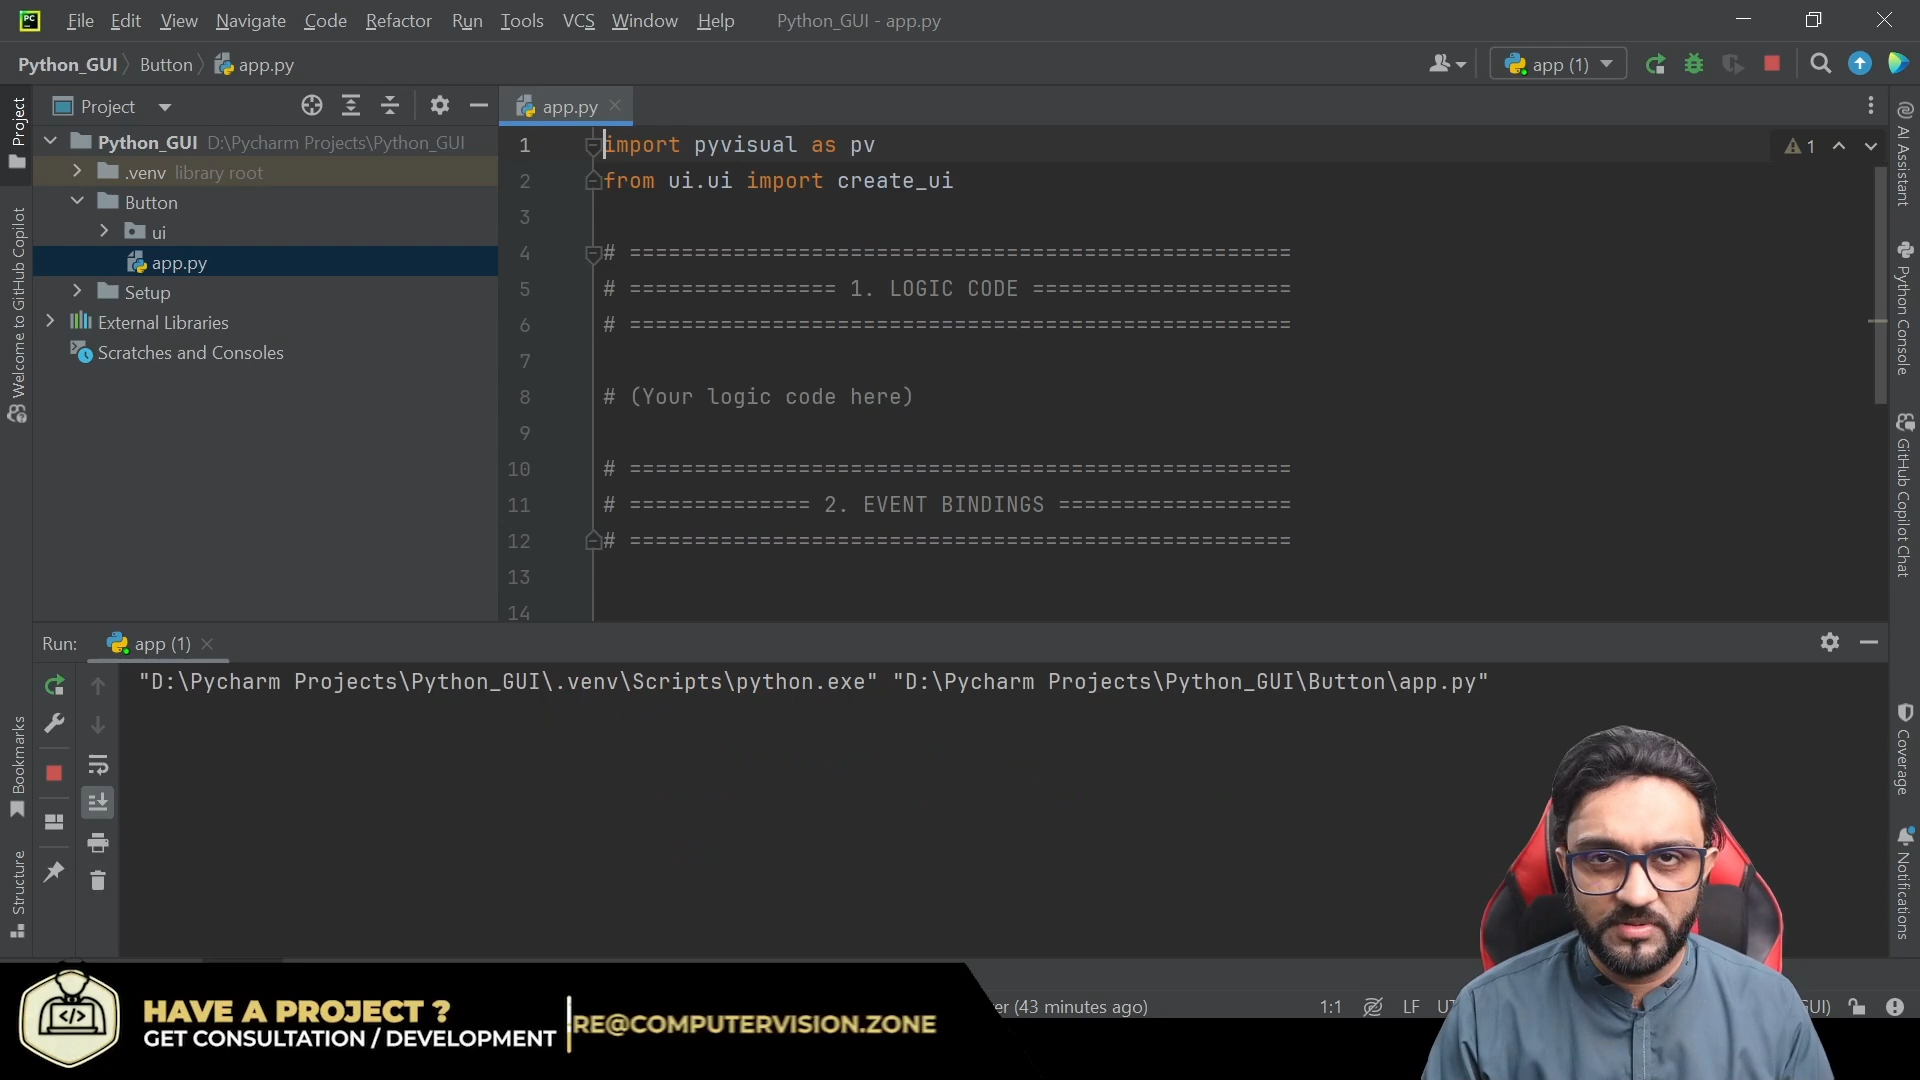 PC
File Edit View Navigate Code Refactor Run Tools VCS Window Help Python_GUI - app.py
Python_GUI Button app.py
app (1)
Project
app.py
Python_GUI D:\Pycharm Projects\Python_GUI
.venv library root
Button
ui
app.py
Setup
External Libraries
Scratches and Consoles
Project
Welcome to GitHub Copilot
Bookmarks
Structure
1 import pyvisual as pv
2 from ui.ui import create_ui
3
4 # ===================================================
5 # ================ 1. LOGIC CODE ====================
6 # ===================================================
7
8 # (Your logic code here)
9
10 # ===================================================
11 # ============== 2. EVENT BINDINGS ==================
12 # ===================================================
13
14
1
AI Assistant
Python Console
GitHub Copilot Chat
Coverage
Notifications
Run: app (1)
"D:\Pycharm Projects\Python_GUI\.venv\Scripts\python.exe" "D:\Pycharm Projects\Python_GUI\Button\app.py"
HAVE A PROJECT ?
GET CONSULTATION / DEVELOPMENT
RE@COMPUTERVISION.ZONE
(43 minutes ago)
1:1 LF